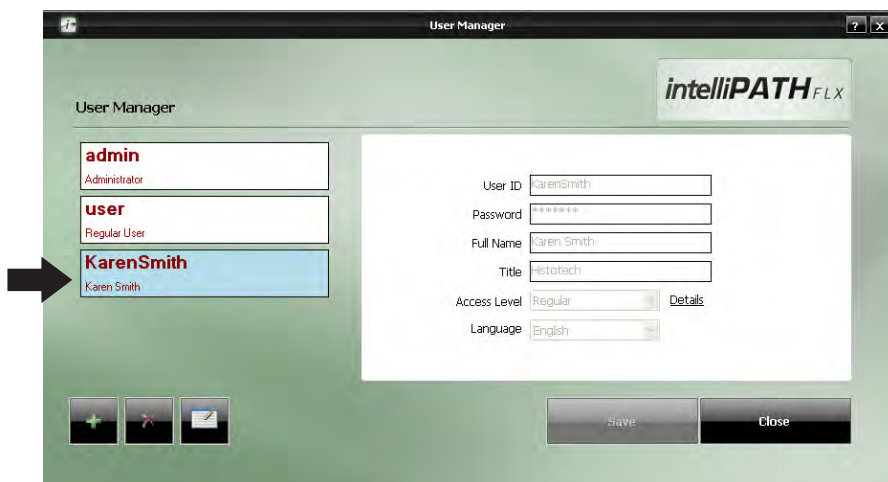 User Manager
? X
intelliPATH FLX
User Manager
admin
Administrator
user
Regular User
KarenSmith
Karen Smith
User ID KarenSmith
Password *******
Full Name Karen Smith
Title Histotech
Access Level Regular Details
Language English
Save Close